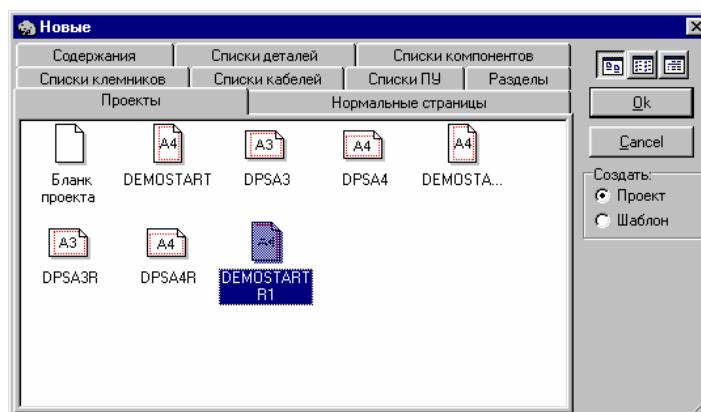 Новые
Содержания Списки деталей Списки компонентов
Списки клемников Списки кабелей Списки ПУ Разделы
Проекты Нормальные страницы
A4 A3 A4 A4
Бланк проекта DEMOSTART DPSA3 DPSA4 DEMOSTA...
A3 A4 A4
DPSA3R DPSA4R DEMOSTART R1
Ok
Cancel
Создать:
Проект
Шаблон